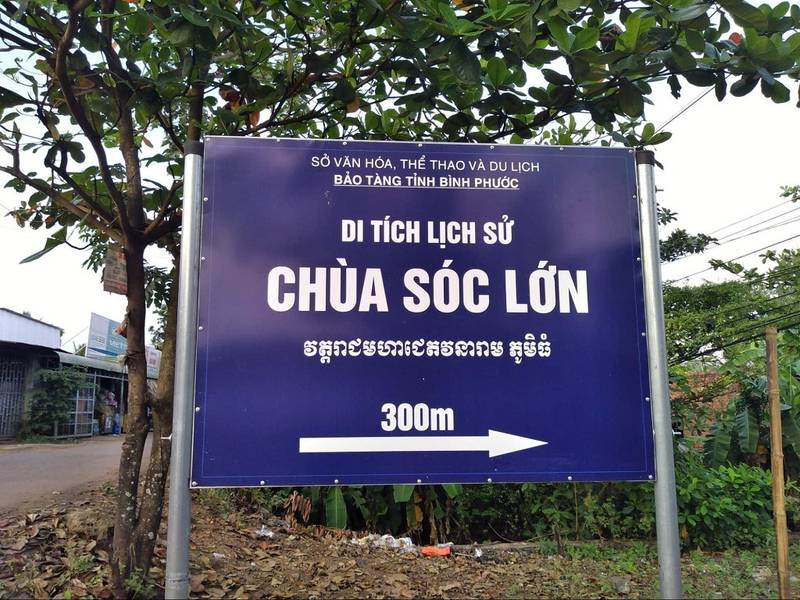 SỞ VĂN HÓA, THỂ THAO VÀ DU LỊCH
BẢO TÀNG TỈNH BÌNH PHƯỚC
DI TÍCH LỊCH SỬ
CHÙA SÓC LỚN
វត្តរាជមហាជេតវនារាម ភូមិធំ
300m